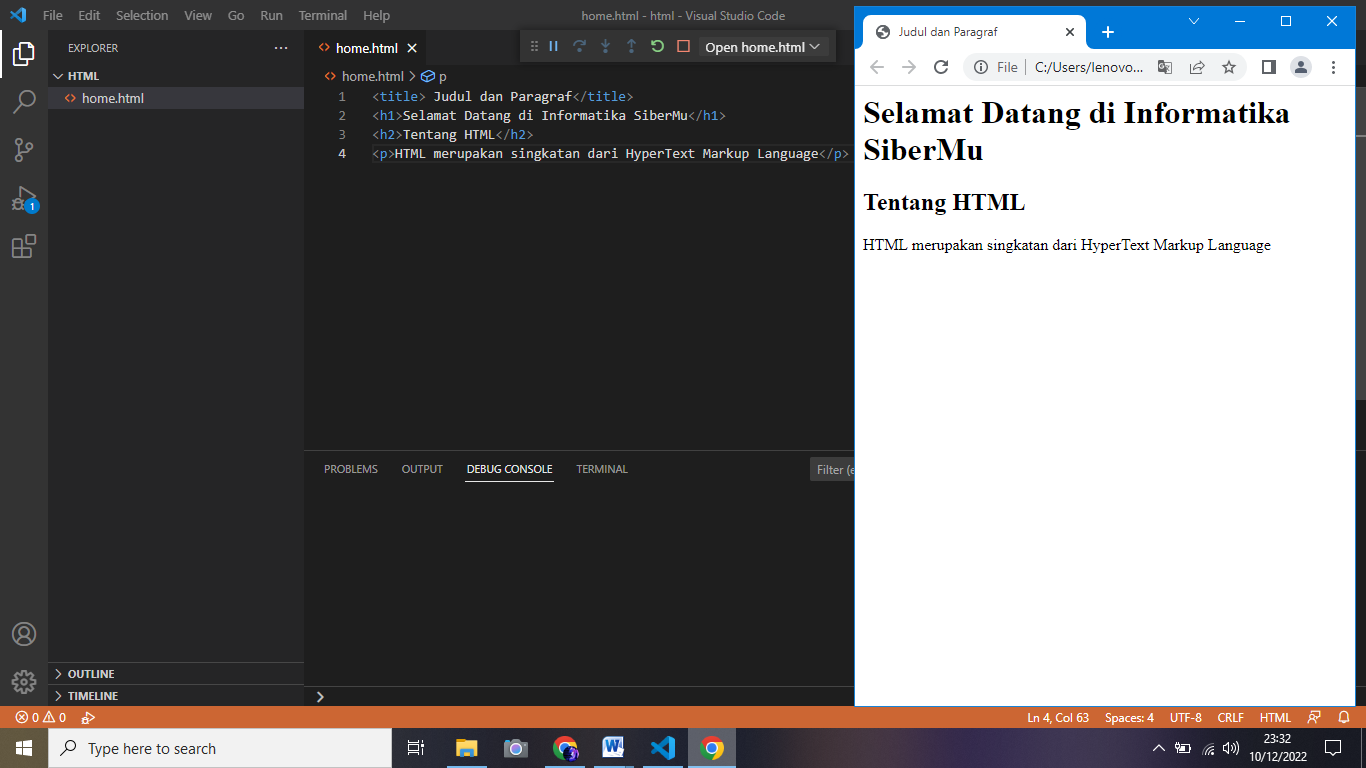 File Edit Selection View Go Run Terminal Help
home.html - html - Visual Studio Code
EXPLORER
HTML
home.html
1
home.html
Open home.html
home.html > p
1 <title> Judul dan Paragraf</title>
2 <h1>Selamat Datang di Informatika SiberMu</h1>
3 <h2>Tentang HTML</h2>
4 <p>HTML merupakan singkatan dari HyperText Markup Language</p>
PROBLEMS OUTPUT DEBUG CONSOLE TERMINAL
Filter (e
OUTLINE
TIMELINE
Judul dan Paragraf
File | C:/Users/lenovo...
Selamat Datang di Informatika
SiberMu
Tentang HTML
HTML merupakan singkatan dari HyperText Markup Language
0 0
Ln 4, Col 63 Spaces: 4 UTF-8 CRLF HTML
Type here to search
3
23:32
10/12/2022